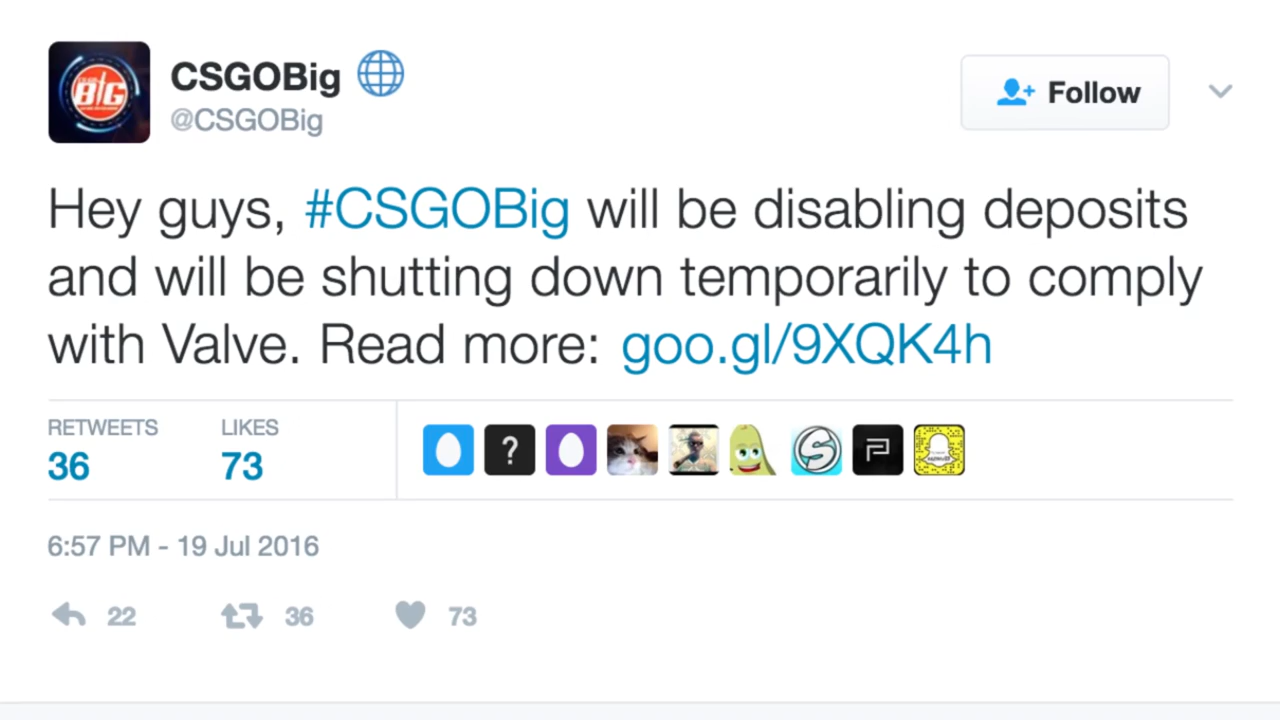 CSGOBig
@CSGOBig
Follow
Hey guys, #CSGOBig will be disabling deposits
and will be shutting down temporarily to comply
with Valve. Read more: goo.gl/9XQK4h
RETWEETS LIKES
36 73
6:57 PM - 19 Jul 2016
22 36 73